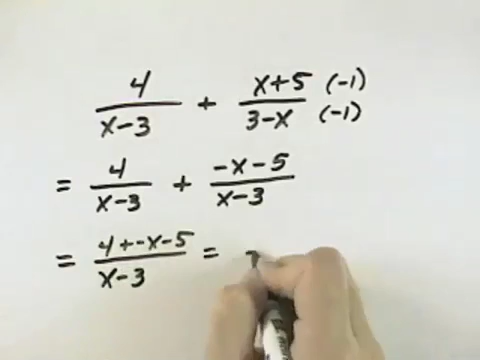 4/(x-3) + x+5 (-1)/3-x (-1)
= 4/(x-3) + (-x-5)/(x-3)
= (4+-x-5)/(x-3) =